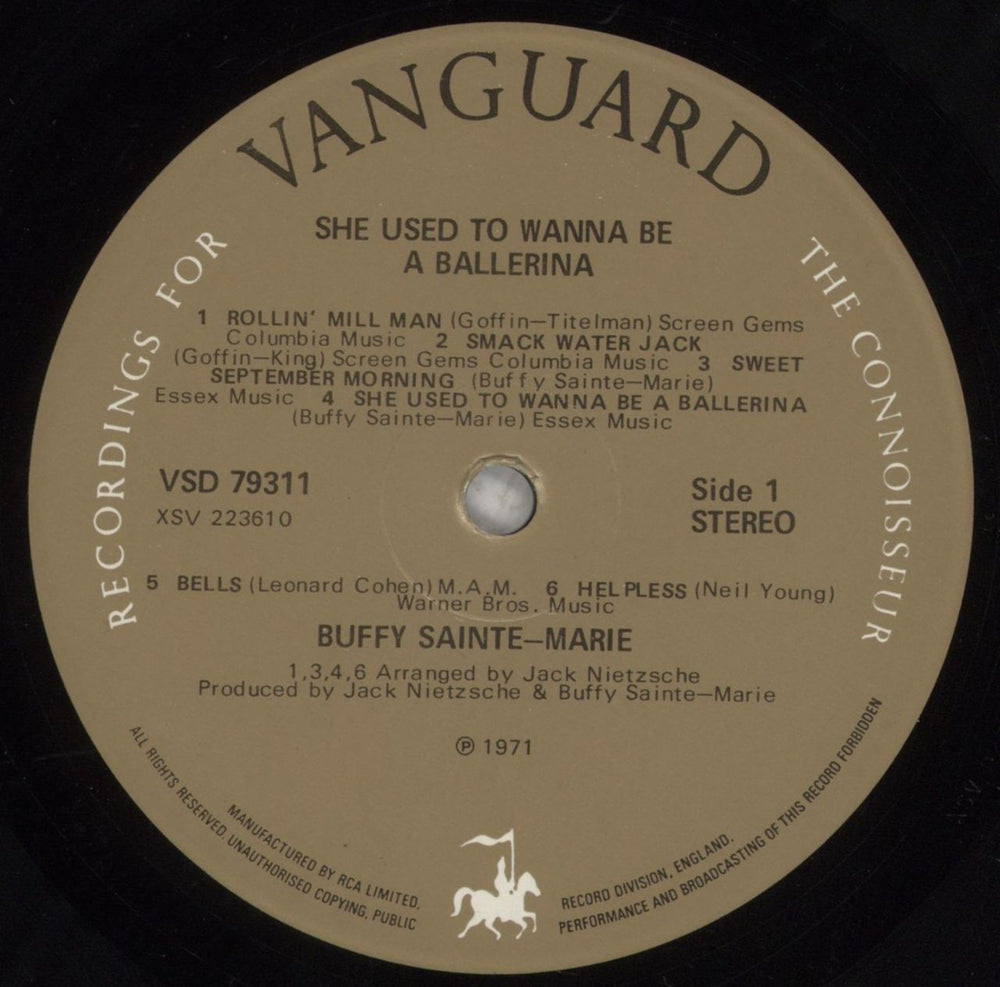 VANGUARD
RECORDINGS FOR
THE CONNOISSEUR
SHE USED TO WANNA BE
A BALLERINA
1 ROLLIN' MILL MAN (Goffin—Titelman) Screen Gems
Columbia Music 2 SMACK WATER JACK
(Goffin—King) Screen Gems Columbia Music 3 SWEET
SEPTEMBER MORNING (Buffy Sainte—Marie)
Essex Music 4 SHE USED TO WANNA BE A BALLERINA
(Buffy Sainte—Marie) Essex Music
VSD 79311
XSV 223610
Side 1
STEREO
5 BELLS (Leonard Cohen) M.A.M. 6 HELPLESS (Neil Young)
Warner Bros. Music
BUFFY SAINTE—MARIE
1,3,4,6 Arranged by Jack Nietzsche
Produced by Jack Nietzsche & Buffy Sainte—Marie
℗ 1971
MANUFACTURED BY RCA LIMITED, RECORD DIVISION, ENGLAND.
ALL RIGHTS RESERVED. UNAUTHORISED COPYING, PUBLIC PERFORMANCE AND BROADCASTING OF THIS RECORD FORBIDDEN